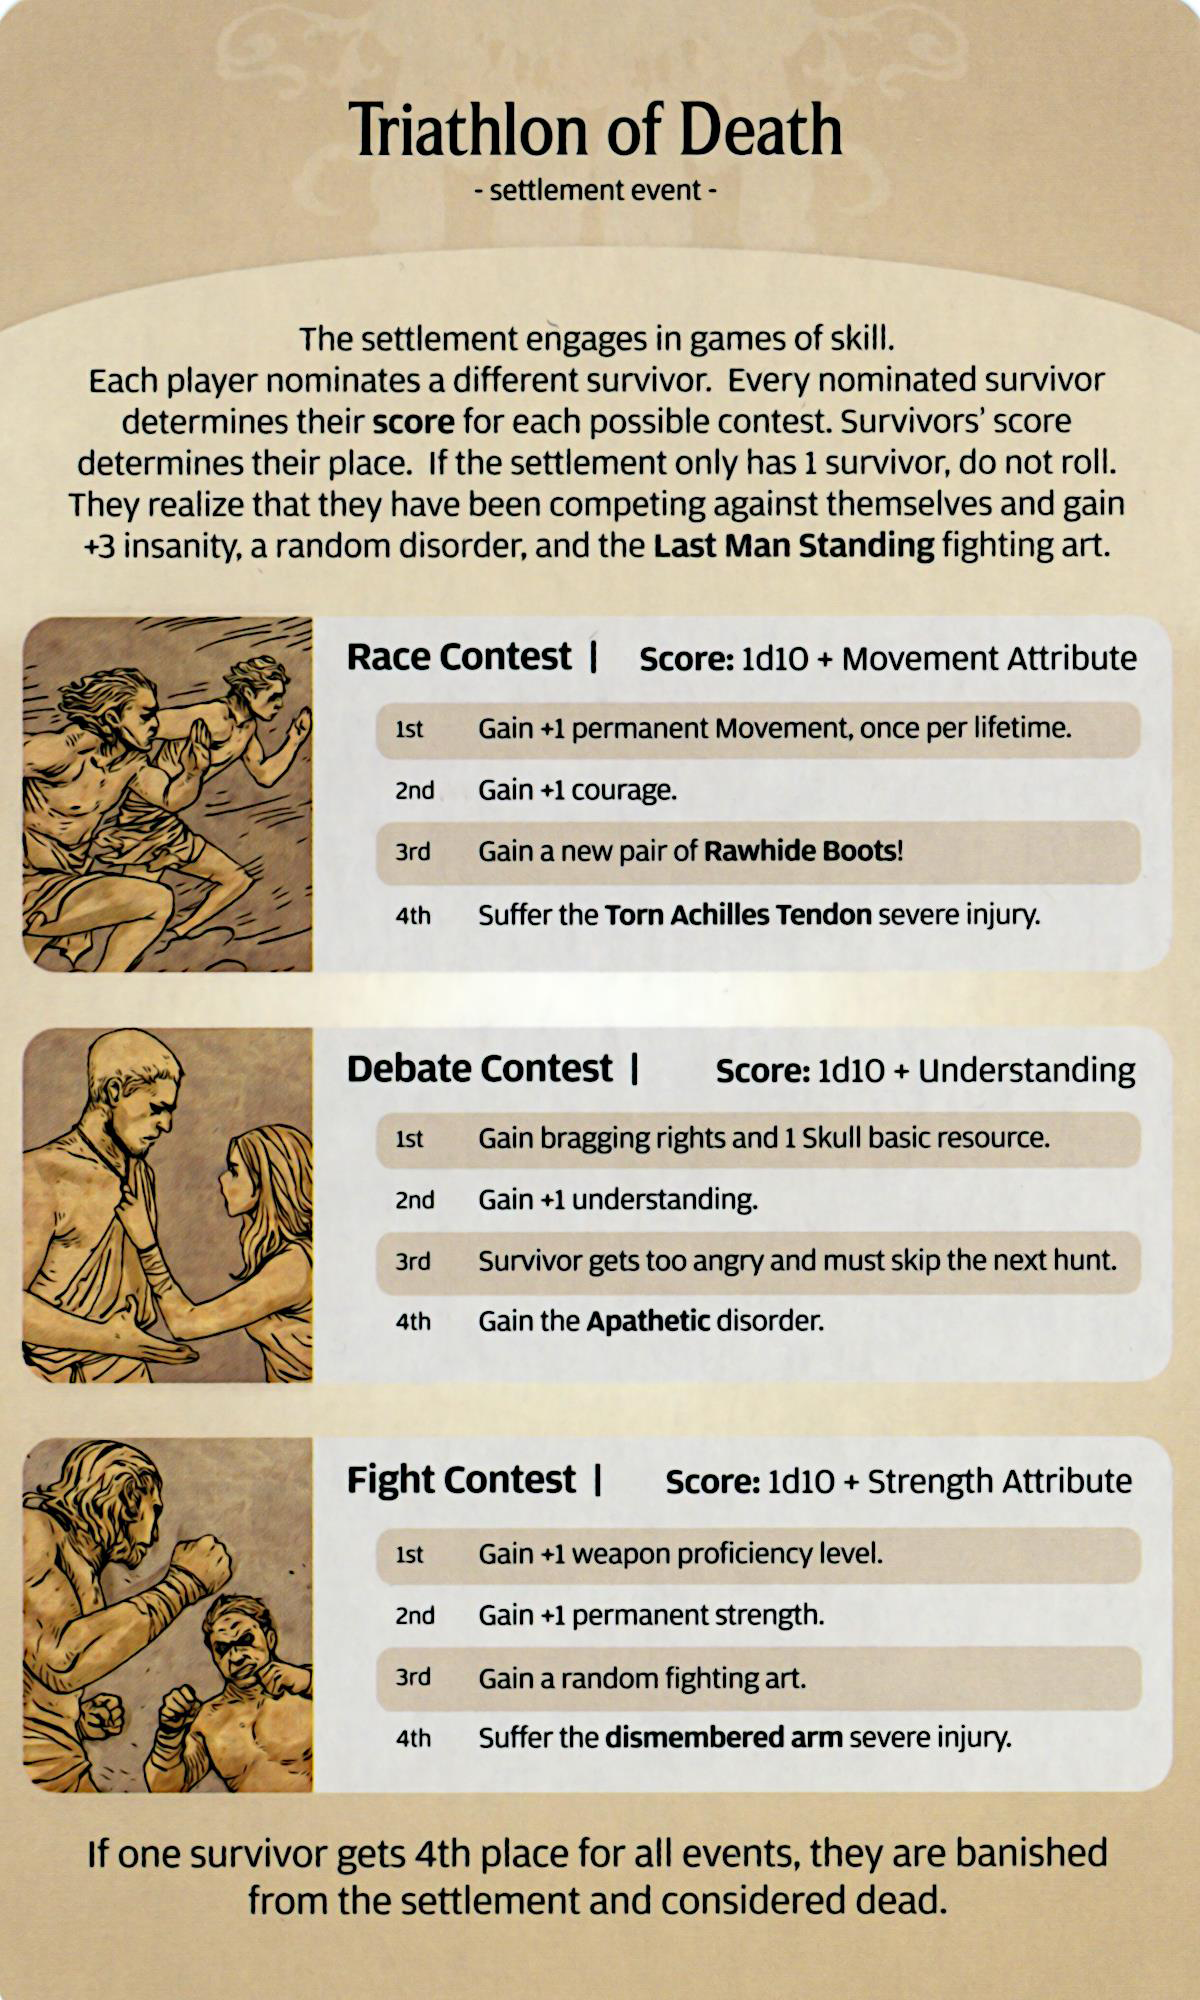 Triathlon of Death
- settlement event -
The settlement engages in games of skill.
Each player nominates a different survivor. Every nominated survivor
determines their score for each possible contest. Survivors' score
determines their place. If the settlement only has 1 survivor, do not roll.
They realize that they have been competing against themselves and gain
+3 insanity, a random disorder, and the Last Man Standing fighting art.
Race Contest | Score: 1d10 + Movement Attribute
1st Gain +1 permanent Movement, once per lifetime.
2nd Gain +1 courage.
3rd Gain a new pair of Rawhide Boots!
4th Suffer the Torn Achilles Tendon severe injury.
Debate Contest | Score: 1d10 + Understanding
1st Gain bragging rights and 1 Skull basic resource.
2nd Gain +1 understanding.
3rd Survivor gets too angry and must skip the next hunt.
4th Gain the Apathetic disorder.
Fight Contest | Score: 1d10 + Strength Attribute
1st Gain +1 weapon proficiency level.
2nd Gain +1 permanent strength.
3rd Gain a random fighting art.
4th Suffer the dismembered arm severe injury.
If one survivor gets 4th place for all events, they are banished
from the settlement and considered dead.